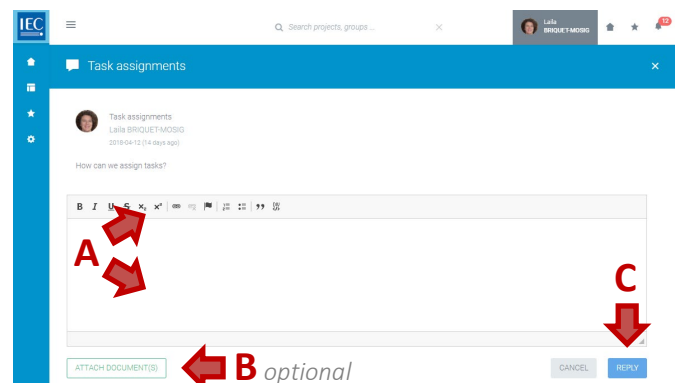 IEC
Search projects, groups ...
Laila
BRIQUET-MOSIG
12
Task assignments
Task assignments
Laila BRIQUET-MOSIG
2018-04-12 (14 days ago)
How can we assign tasks?
B I U S x₂ x²
A
C
ATTACH DOCUMENT(S)
B optional
CANCEL
REPLY